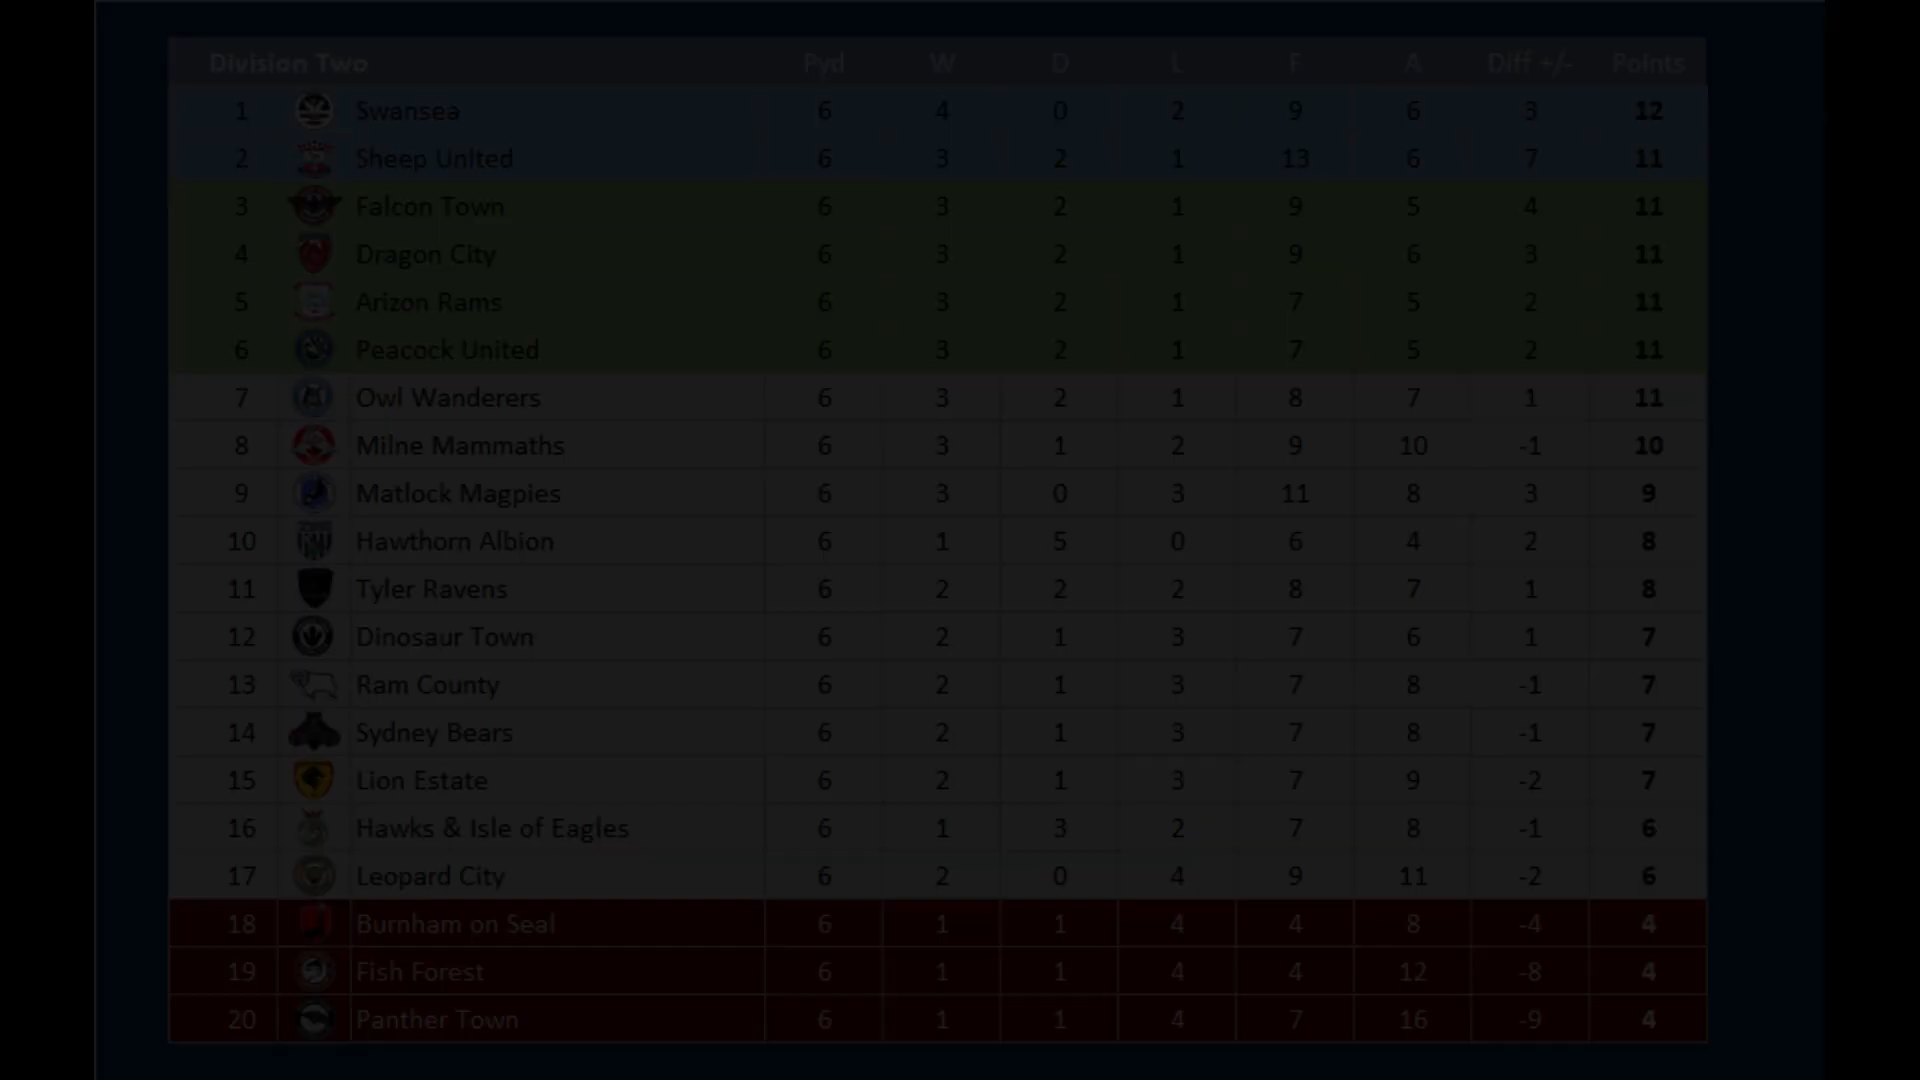 Division Two Pyd W D L F A Diff +/- Points
1 Swansea 6 4 0 2 9 6 3 12
2 Sheep United 6 3 2 1 13 6 7 11
3 Falcon Town 6 3 2 1 9 5 4 11
4 Dragon City 6 3 2 1 9 6 3 11
5 Arizon Rams 6 3 2 1 7 5 2 11
6 Peacock United 6 3 2 1 7 5 2 11
7 Owl Wanderers 6 3 2 1 8 7 1 11
8 Milne Mammaths 6 3 1 2 9 10 -1 10
9 Matlock Magpies 6 3 0 3 11 8 3 9
10 Hawthorn Albion 6 1 5 0 6 4 2 8
11 Tyler Ravens 6 2 2 2 8 7 1 8
12 Dinosaur Town 6 2 1 3 7 6 1 7
13 Ram County 6 2 1 3 7 8 -1 7
14 Sydney Bears 6 2 1 3 7 8 -1 7
15 Lion Estate 6 2 1 3 7 9 -2 7
16 Hawks & Isle of Eagles 6 1 3 2 7 8 -1 6
17 Leopard City 6 2 0 4 9 11 -2 6
18 Burnham on Seal 6 1 1 4 4 8 -4 4
19 Fish Forest 6 1 1 4 4 12 -8 4
20 Panther Town 6 1 1 4 7 16 -9 4